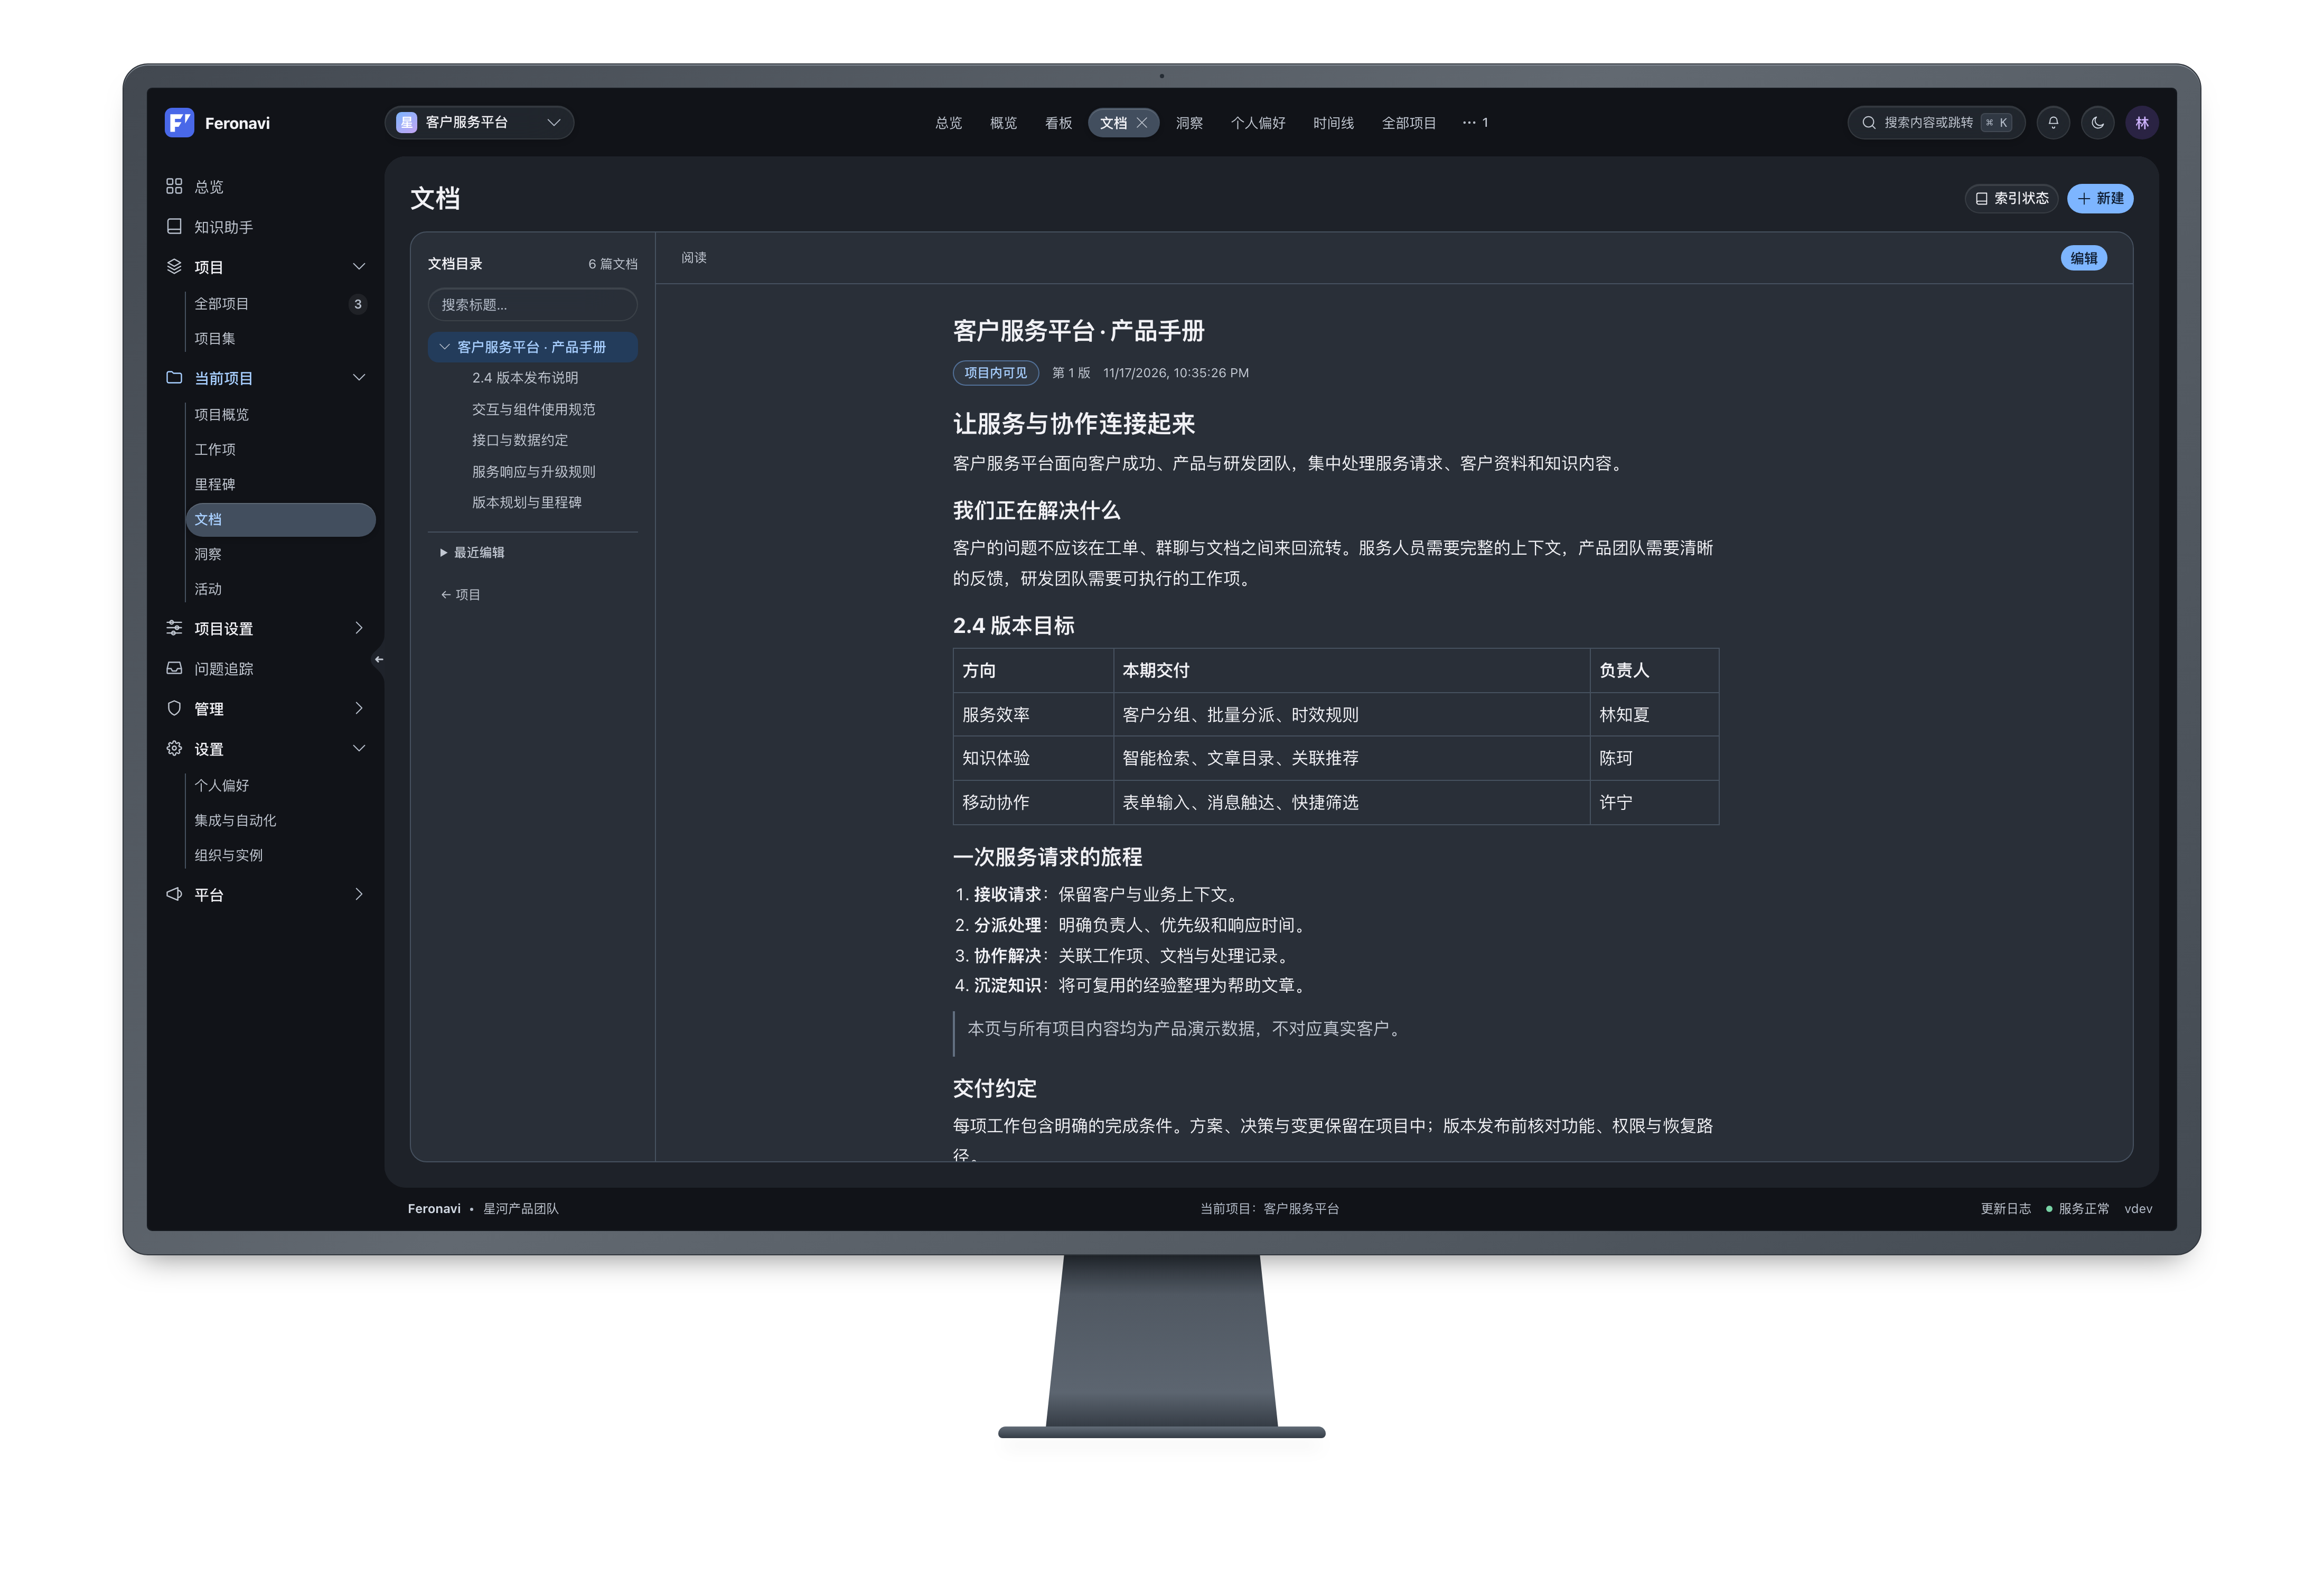 Feronavi
星 客户服务平台
总览 概览 看板 文档 洞察 个人偏好 时间线 全部项目 ··· 1
搜索内容或跳转 ⌘ K
林
总览
知识助手
项目
全部项目 3
项目集
当前项目
项目概览
工作项
里程碑
文档
洞察
活动
项目设置
问题追踪
管理
设置
个人偏好
集成与自动化
组织与实例
平台
文档
索引状态
+ 新建
文档目录 6 篇文档
搜索标题...
客户服务平台 · 产品手册
2.4 版本发布说明
交互与组件使用规范
接口与数据约定
服务响应与升级规则
版本规划与里程碑
最近编辑
← 项目
阅读
编辑
客户服务平台 · 产品手册
项目内可见 第 1 版 11/17/2026, 10:35:26 PM
让服务与协作连接起来
客户服务平台面向客户成功、产品与研发团队，集中处理服务请求、客户资料和知识内容。
我们正在解决什么
客户的问题不应该在工单、群聊与文档之间来回流转。服务人员需要完整的上下文，产品团队需要清晰
的反馈，研发团队需要可执行的工作项。
2.4 版本目标
方向 本期交付 负责人
服务效率 客户分组、批量分派、时效规则 林知夏
知识体验 智能检索、文章目录、关联推荐 陈珂
移动协作 表单输入、消息触达、快捷筛选 许宁
一次服务请求的旅程
1. 接收请求：保留客户与业务上下文。
2. 分派处理：明确负责人、优先级和响应时间。
3. 协作解决：关联工作项、文档与处理记录。
4. 沉淀知识：将可复用的经验整理为帮助文章。
本页与所有项目内容均为产品演示数据，不对应真实客户。
交付约定
每项工作包含明确的完成条件。方案、决策与变更保留在项目中；版本发布前核对功能、权限与恢复路
径。
Feronavi • 星河产品团队
当前项目：客户服务平台
更新日志 服务正常 vdev